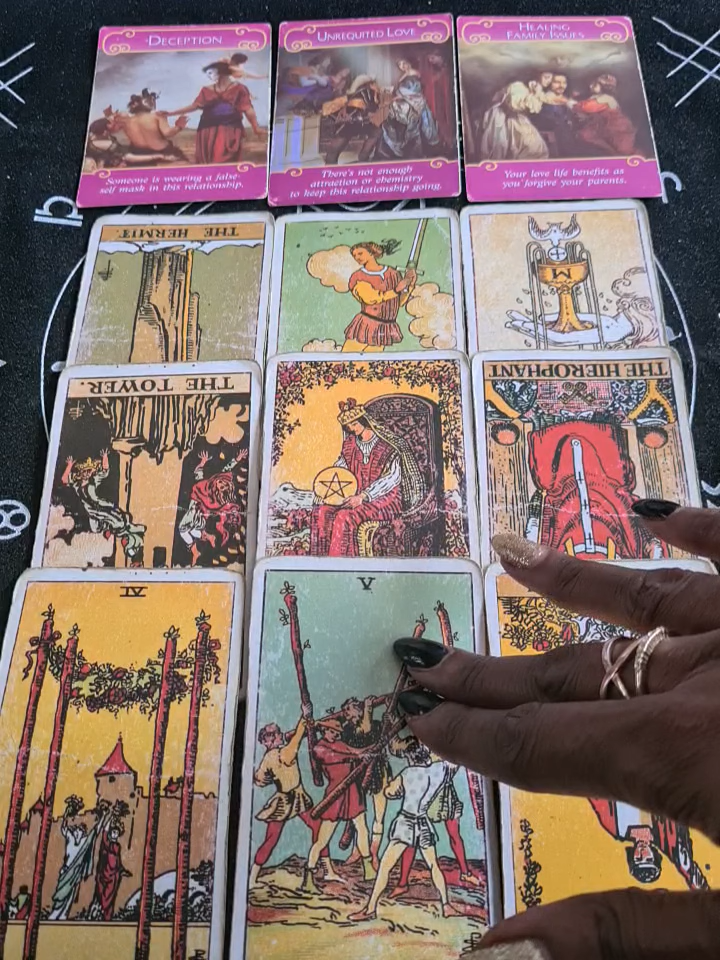 DECEPTION
UNREQUITED LOVE
HEALING
FAMILY ISSUES
Someone is wearing a false-
self mask in this relationship.
There's not enough
attraction or chemistry
to keep this relationship going.
Your love life benefits as
you forgive your parents.
THE HERMIT.
M
THE TOWER.
THE HIEROPHANT
IV
V